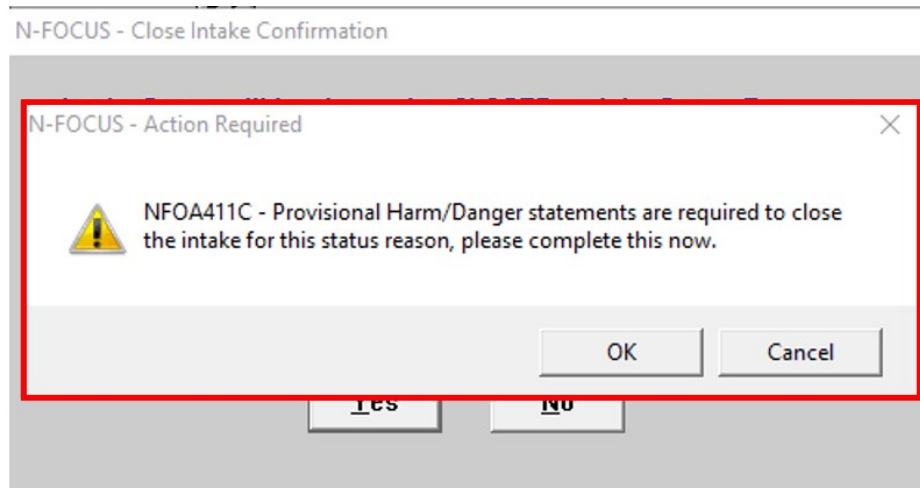 N-FOCUS - Close Intake Confirmation
N-FOCUS - Action Required
NFOA411C - Provisional Harm/Danger statements are required to close
the intake for this status reason, please complete this now.
OK Cancel
Yes No